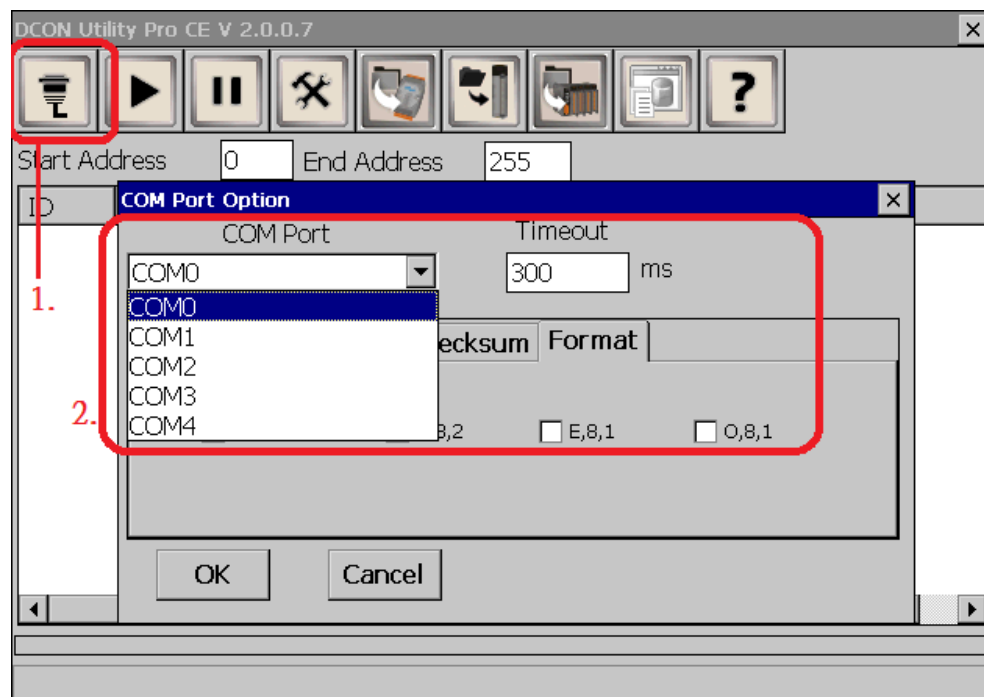 DCON Utility Pro CE V 2.0.0.7
?
Start Address 0 End Address 255
ID
COM Port Option
COM Port Timeout
COM0 300 ms
1.
COM0
COM1
ecksum Format
COM2
COM3
2.
COM4
8,2 E,8,1 O,8,1
OK Cancel